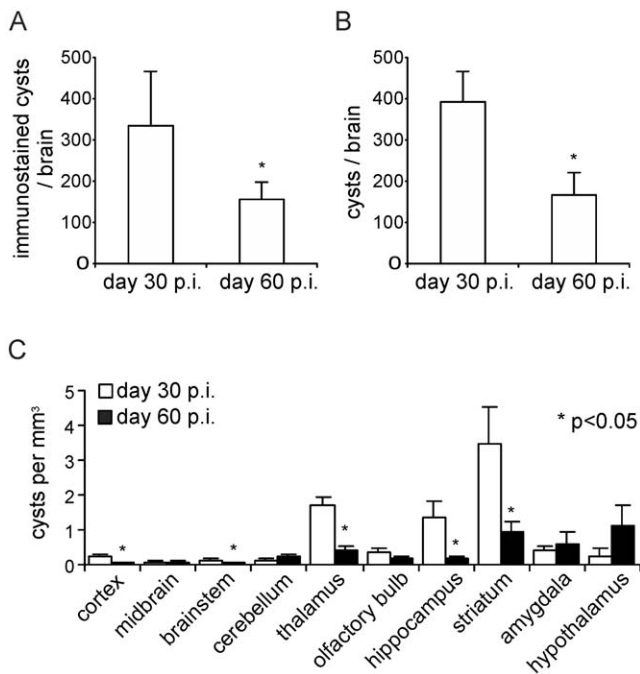 A
immunostained cysts
/ brain
500
400
300
200
100
0
day 30 p.i.
day 60 p.i.
*
B
cysts / brain
500
400
300
200
100
0
day 30 p.i.
day 60 p.i.
*
C
cysts per mm³
5
4
3
2
1
0
day 30 p.i.
day 60 p.i.
* p<0.05
*
*
*
*
*
cortex
midbrain
brainstem
cerebellum
thalamus
olfactory bulb
hippocampus
striatum
amygdala
hypothalamus